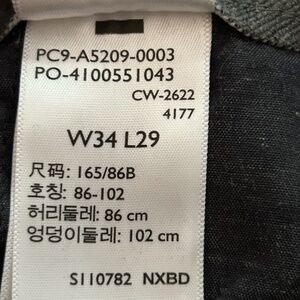 PC9-A5209-0003
PO-4100551043
CW-2622
4177
W34 L29
尺码: 165/86B
호칭: 86-102
허리둘레: 86 cm
엉덩이둘레: 102 cm
S110782 NXBD